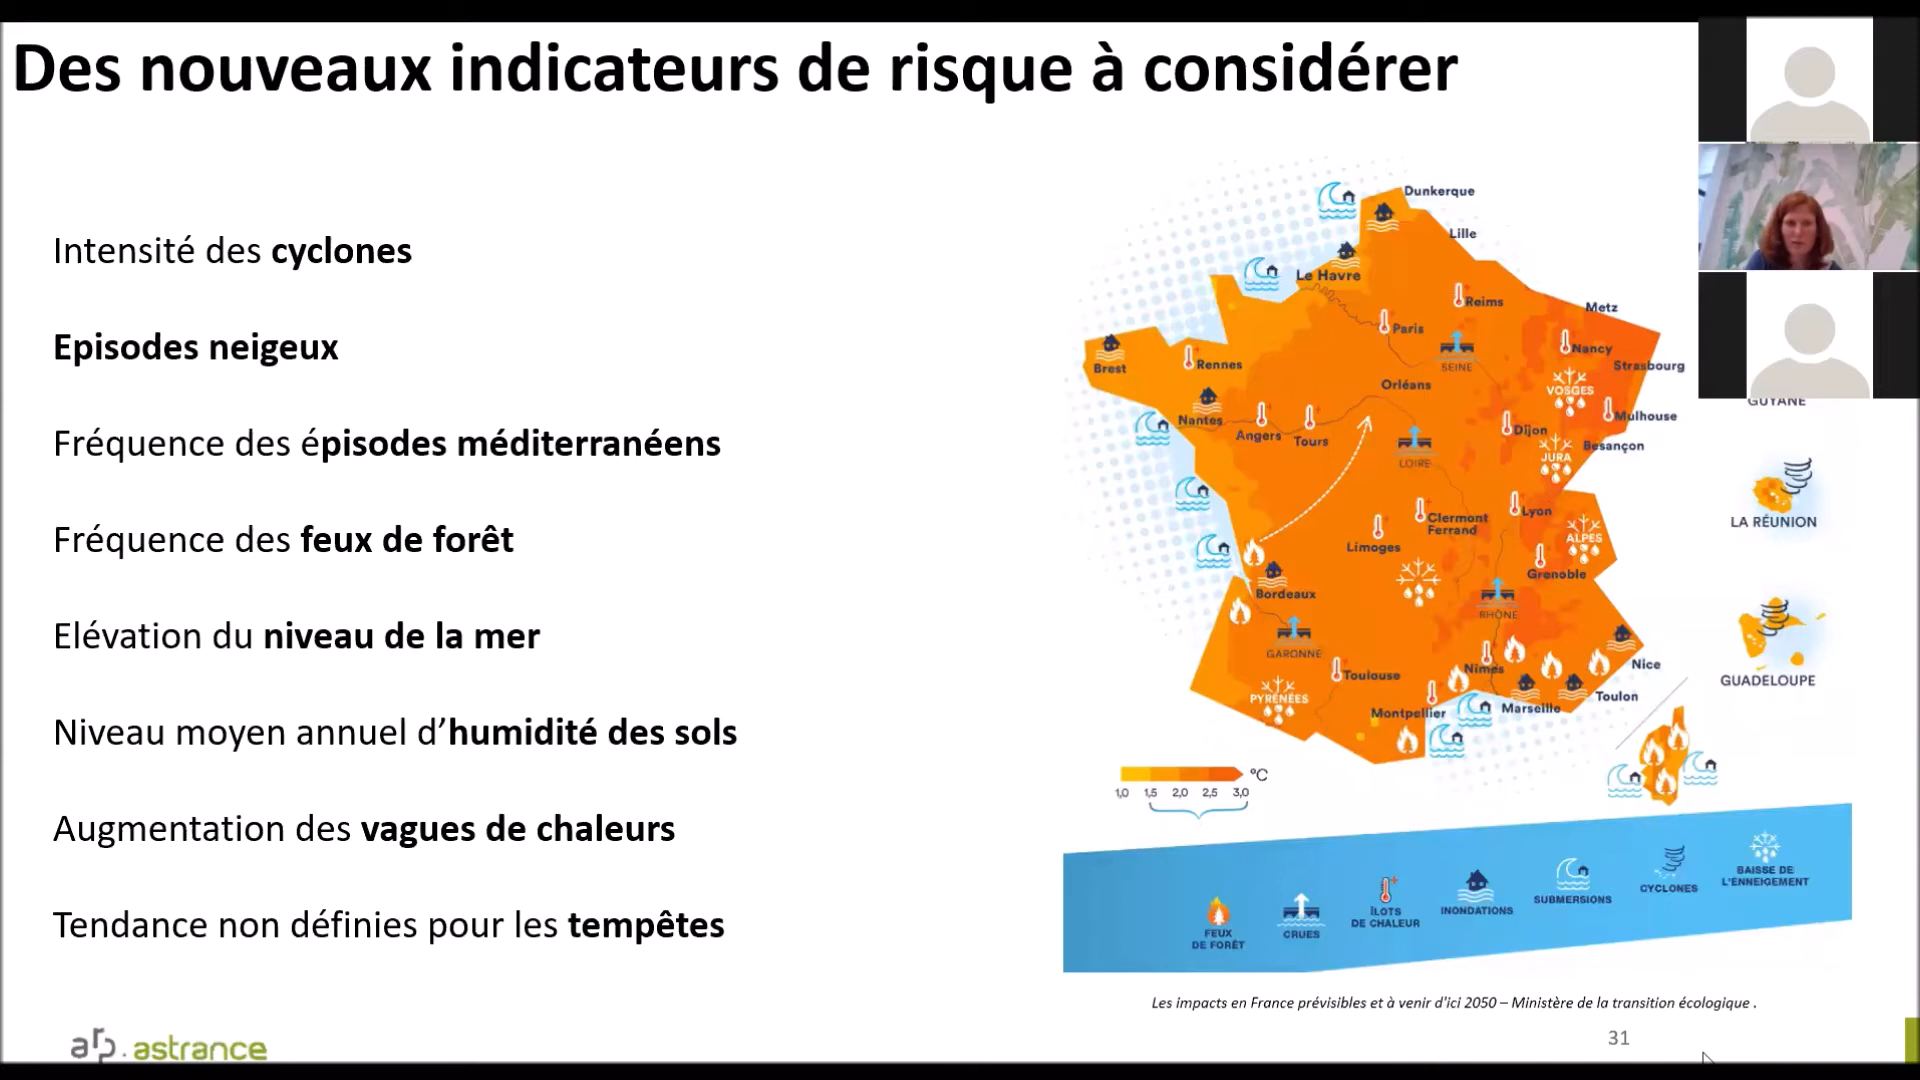 Des nouveaux indicateurs de risque à considérer
Intensité des cyclones
Episodes neigeux
Fréquence des épisodes méditerranéens
Fréquence des feux de forêt
Elévation du niveau de la mer
Niveau moyen annuel d’humidité des sols
Augmentation des vagues de chaleurs
Tendance non définies pour les tempêtes
Dunkerque
Lille
Le Havre
Reims
Metz
Paris
Nancy
Strasbourg
SEINE
Brest
Rennes
Orléans
VOSGES
Mulhouse
Nantes
Angers
Tours
Dijon
Besançon
LOIRE
JURA
Lyon
Clermont
Ferrand
Limoges
ALPES
Grenoble
Bordeaux
RHÔNE
GARONNE
Nîmes
Nice
Toulouse
PYRÉNÉES
Montpellier
Marseille
Toulon
GUYANE
LA RÉUNION
GUADELOUPE
°C
1,0 1,5 2,0 2,5 3,0
FEUX
DE FORÊT
CRUES
ÎLOTS
DE CHALEUR
INONDATIONS
SUBMERSIONS
CYCLONES
BAISSE DE
L'ENNEIGEMENT
Les impacts en France prévisibles et à venir d'ici 2050 – Ministère de la transition écologique .
31
arp. astrance